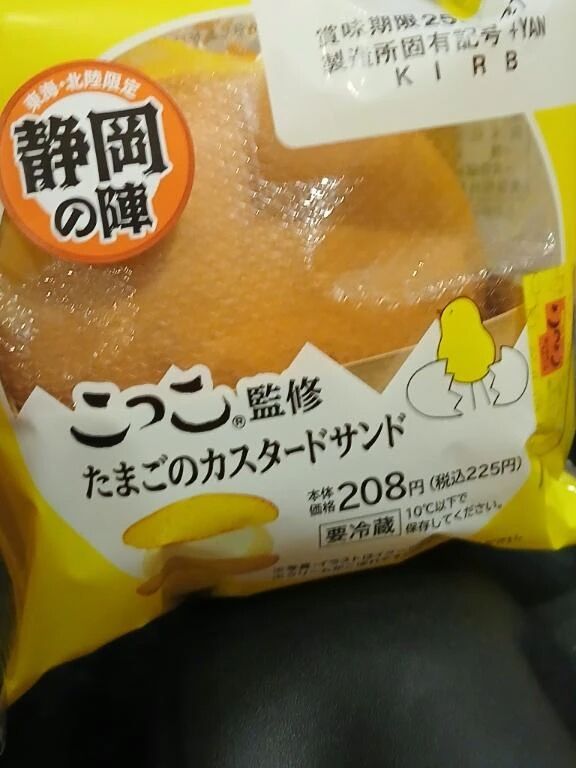 賞味期限25
製造所固有記号+YAN
KIRB
東海・北陸限定
静岡
の陣
こっこ®監修
たまごのカスタードサンド
本体価格208円(税込225円)
要冷蔵 10℃以下で保存してください。
こっこ